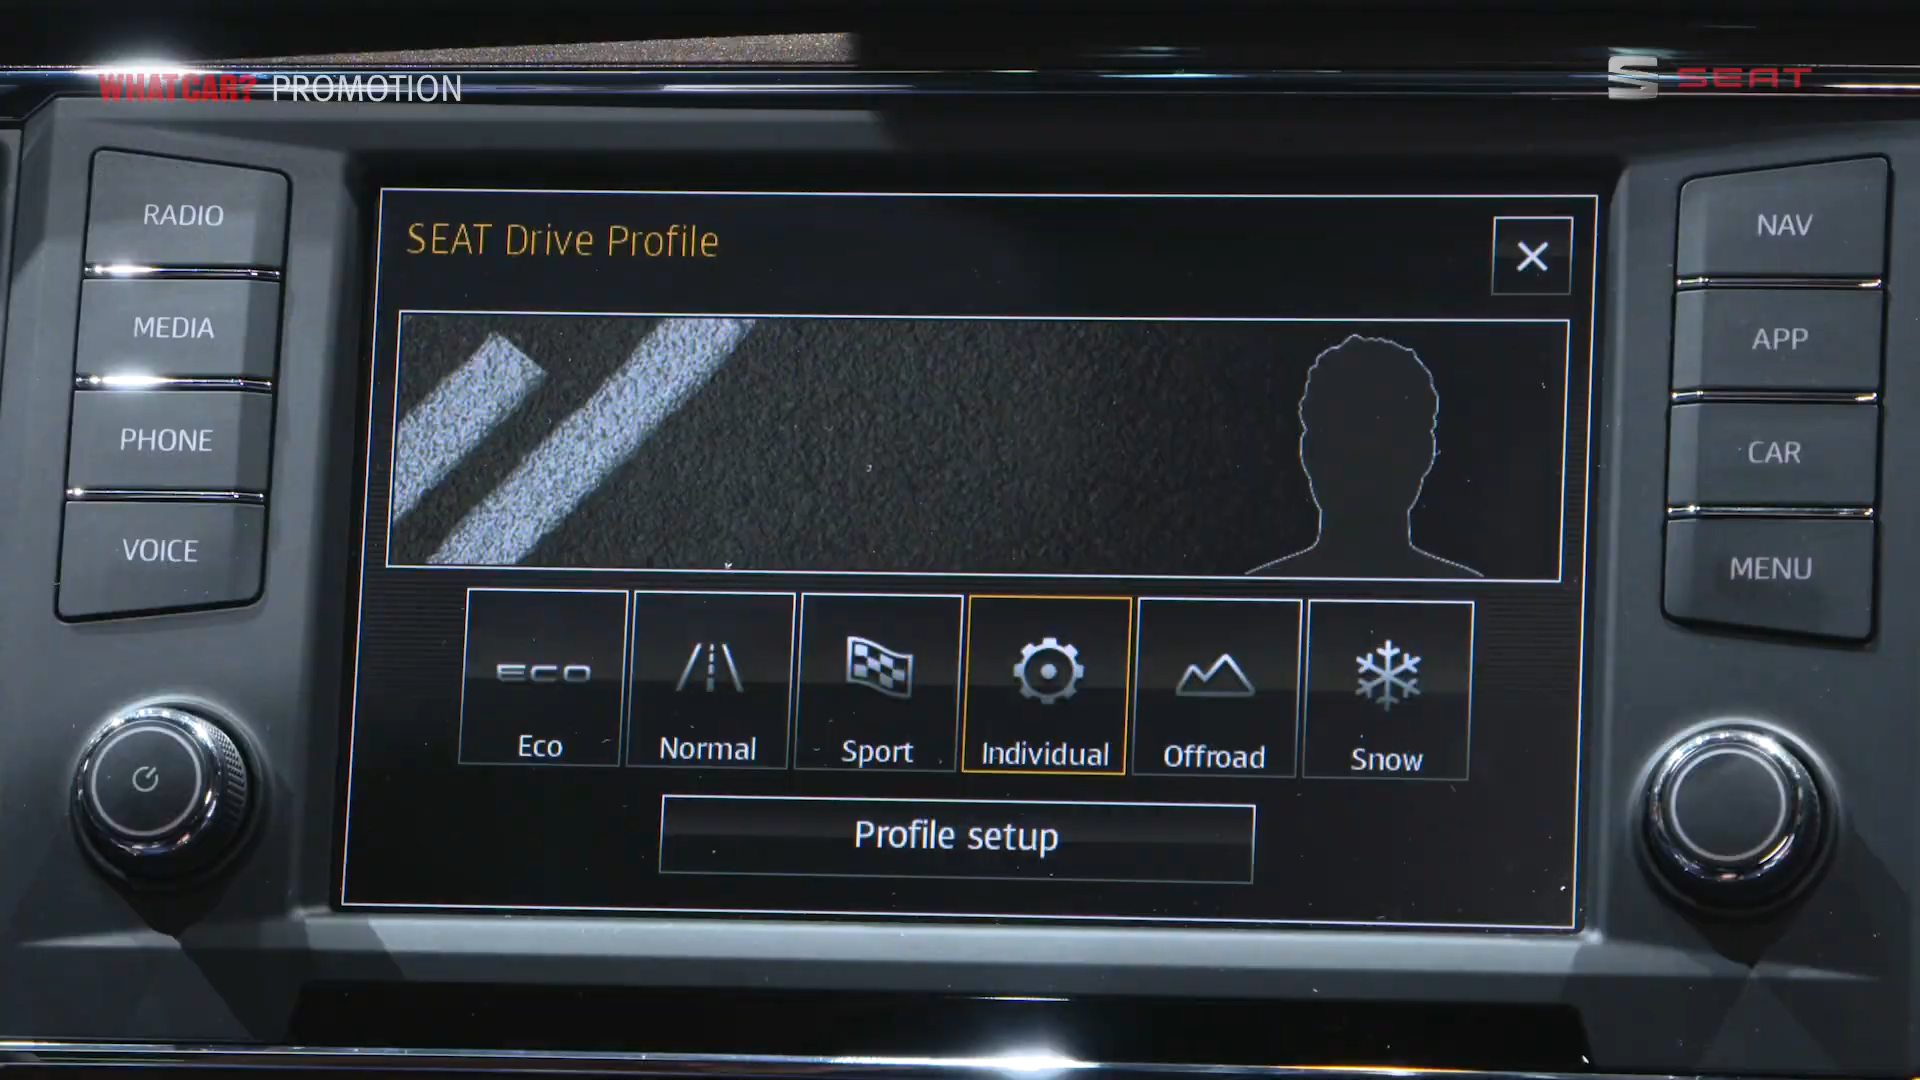 WHATCAR? PROMOTION
SEAT
RADIO
MEDIA
PHONE
VOICE
SEAT Drive Profile
ECO
Eco
Normal
Sport
Individual
Offroad
Snow
Profile setup
NAV
APP
CAR
MENU